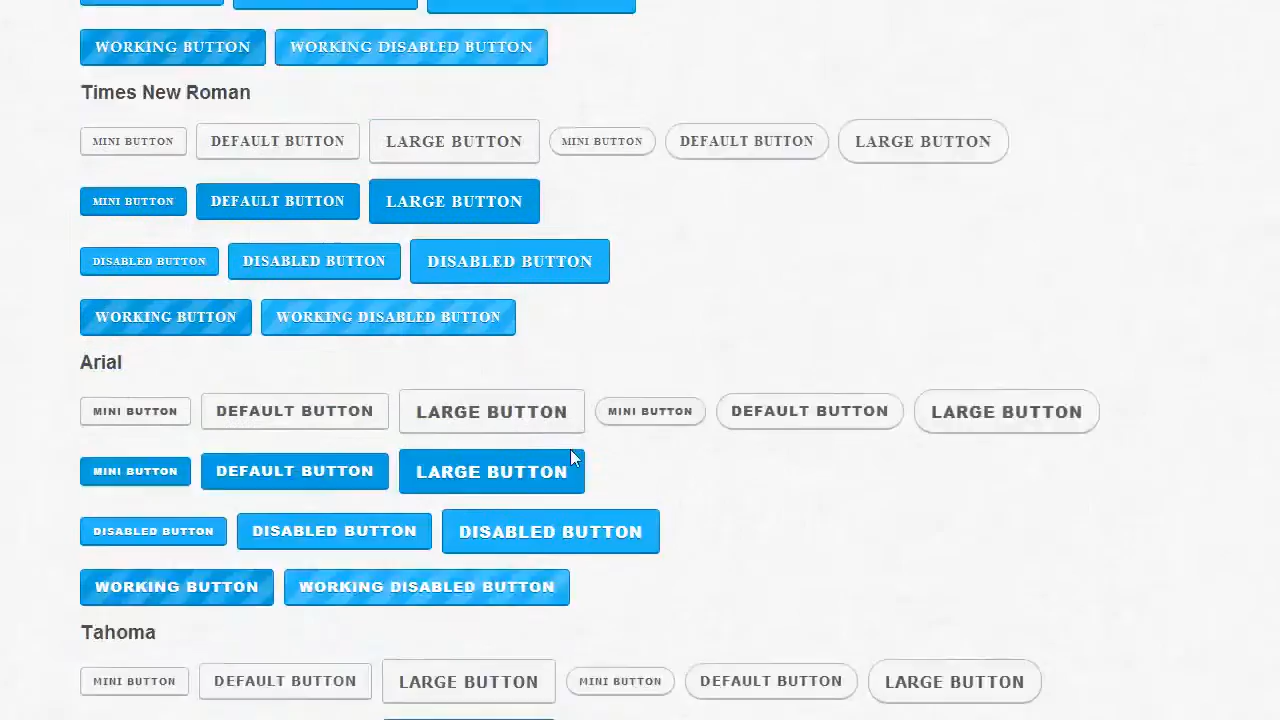 WORKING BUTTON WORKING DISABLED BUTTON
Times New Roman
MINI BUTTON DEFAULT BUTTON LARGE BUTTON MINI BUTTON DEFAULT BUTTON LARGE BUTTON
MINI BUTTON DEFAULT BUTTON LARGE BUTTON
DISABLED BUTTON DISABLED BUTTON DISABLED BUTTON
WORKING BUTTON WORKING DISABLED BUTTON
Arial
MINI BUTTON DEFAULT BUTTON LARGE BUTTON MINI BUTTON DEFAULT BUTTON LARGE BUTTON
MINI BUTTON DEFAULT BUTTON LARGE BUTTON
DISABLED BUTTON DISABLED BUTTON DISABLED BUTTON
WORKING BUTTON WORKING DISABLED BUTTON
Tahoma
MINI BUTTON DEFAULT BUTTON LARGE BUTTON MINI BUTTON DEFAULT BUTTON LARGE BUTTON